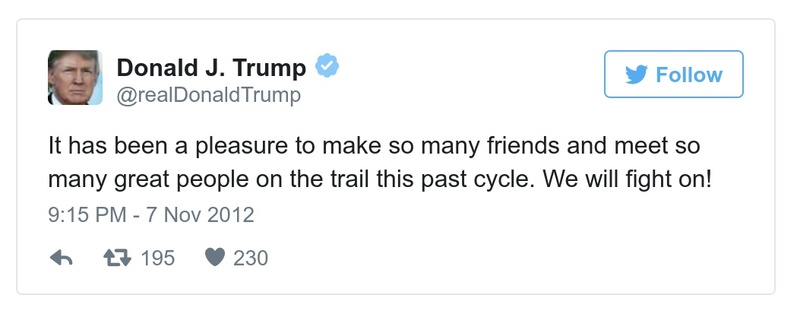 Donald J. Trump
@realDonaldTrump
Follow
It has been a pleasure to make so many friends and meet so
many great people on the trail this past cycle. We will fight on!
9:15 PM - 7 Nov 2012
195 230